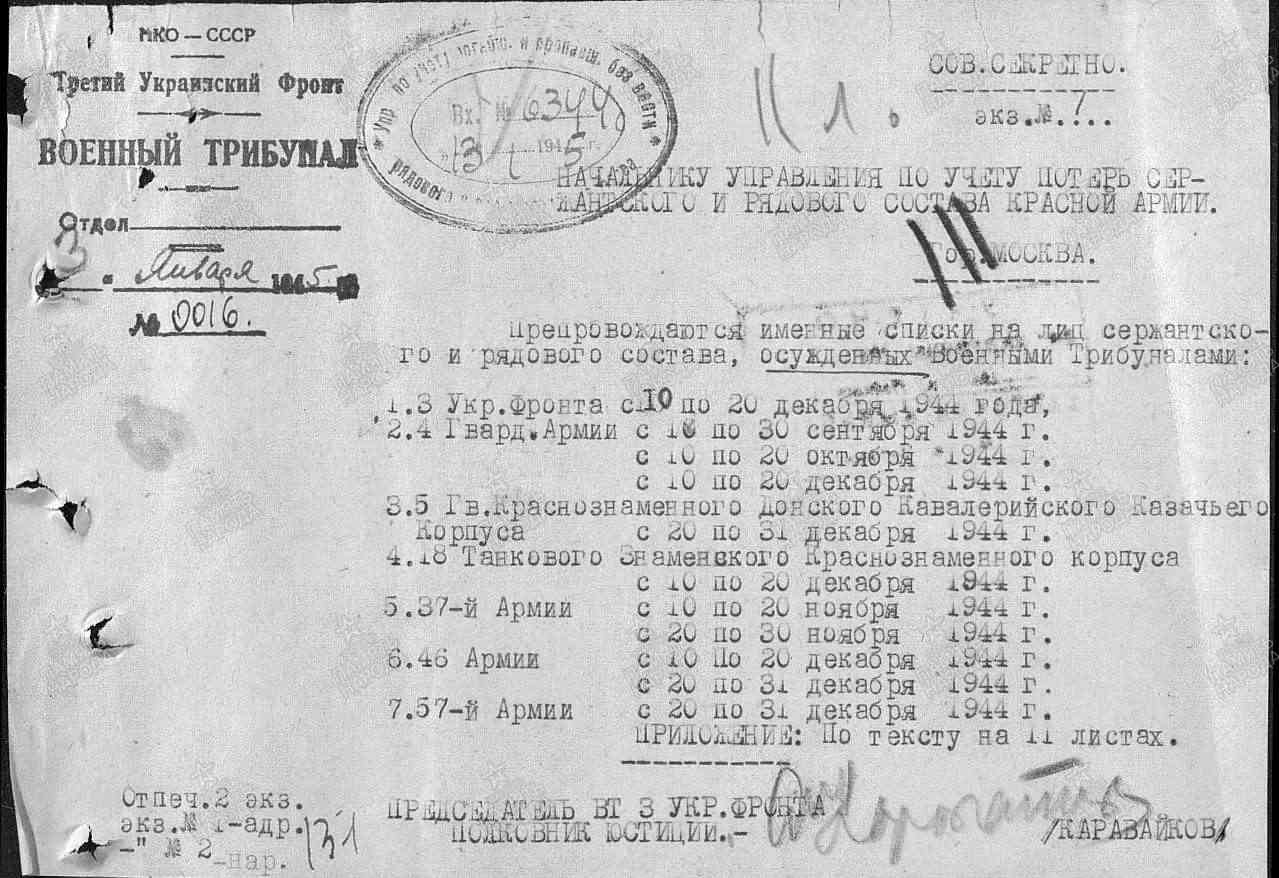 НКО — СССР
Третий Украинский Фронт
ВОЕННЫЙ ТРИБУНАЛ
Отдел
" Января 1945
№ 0016.
Упр. по учету погибш. и пропавш. без вести
рядового и
Вх. № 6344
"13" 1 1945 г.
11 л.
СОВ.СЕКРЕТНО.
экз.№ 1...
НАЧАЛЬНИКУ УПРАВЛЕНИЯ ПО УЧЕТУ ПОТЕРЬ СЕР-
ЖАНТСКОГО И РЯДОВОГО СОСТАВА КРАСНОЙ АРМИИ.
Гор.МОСКВА.
Препровождаются именные списки на лиц сержантско-
го и рядового состава, осужденных Военными Трибуналами:
1.3 Укр.Фронта с 10 по 20 декабря 1944 года,
2.4 Гвард.Армии с 10 по 30 сентября 1944 г.
с 10 по 20 октября 1944 г.
с 10 по 20 декабря 1944 г.
3.5 Гв.Краснознаменного Донского Кавалерийского Казачьего
Корпуса с 20 по 31 декабря 1944 г.
4.18 Танкового Знаменского Краснознаменного корпуса
с 10 по 20 декабря 1944 г.
5.37-й Армии с 10 по 20 ноября 1944 г.
с 20 по 30 ноября 1944 г.
6.46 Армии с 10 По 20 декабря 1944 г.
с 20 по 31 декабря 1944 г.
7.57-й Армии с 20 по 31 декабря 1944 г.
ПРИЛОЖЕНИЕ: По тексту на 11 листах.
Отпеч.2 экз.
экз.№ 1-адр.
-"№ 2-нар.
ПРЕДСЕДАТЕЛЬ ВТ 3 УКР.ФРОНТА
ПОЛКОВНИК ЮСТИЦИИ.-
/КАРАВАЙКОВ/